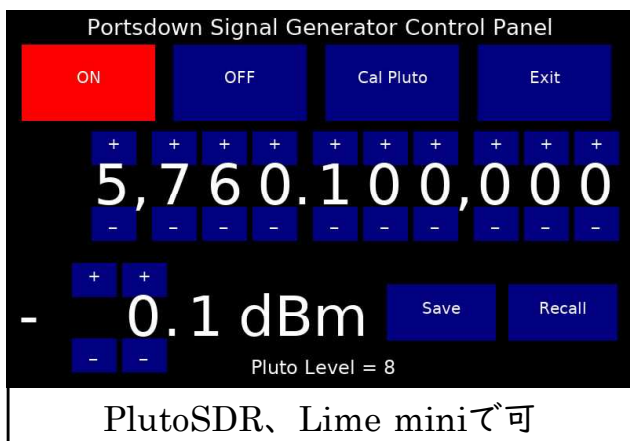 Portsdown Signal Generator Control Panel
ON OFF Cal Pluto Exit
+ + + + + + + + + +
5,760.100,000
- - - - - - - - - -
+ +
- 0.1 dBm Save Recall
- -
Pluto Level = 8
PlutoSDR、Lime miniで可